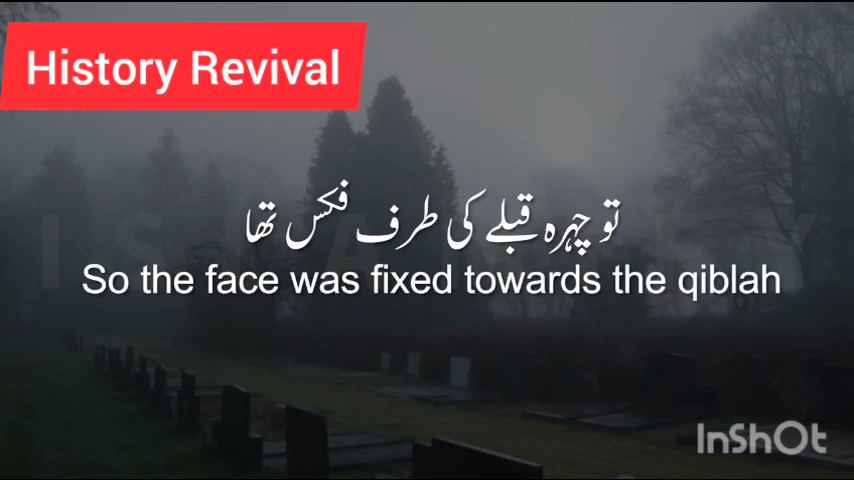 History Revival
تو چہرہ قبلے کی طرف فکس تھا
So the face was fixed towards the qiblah
InShOt